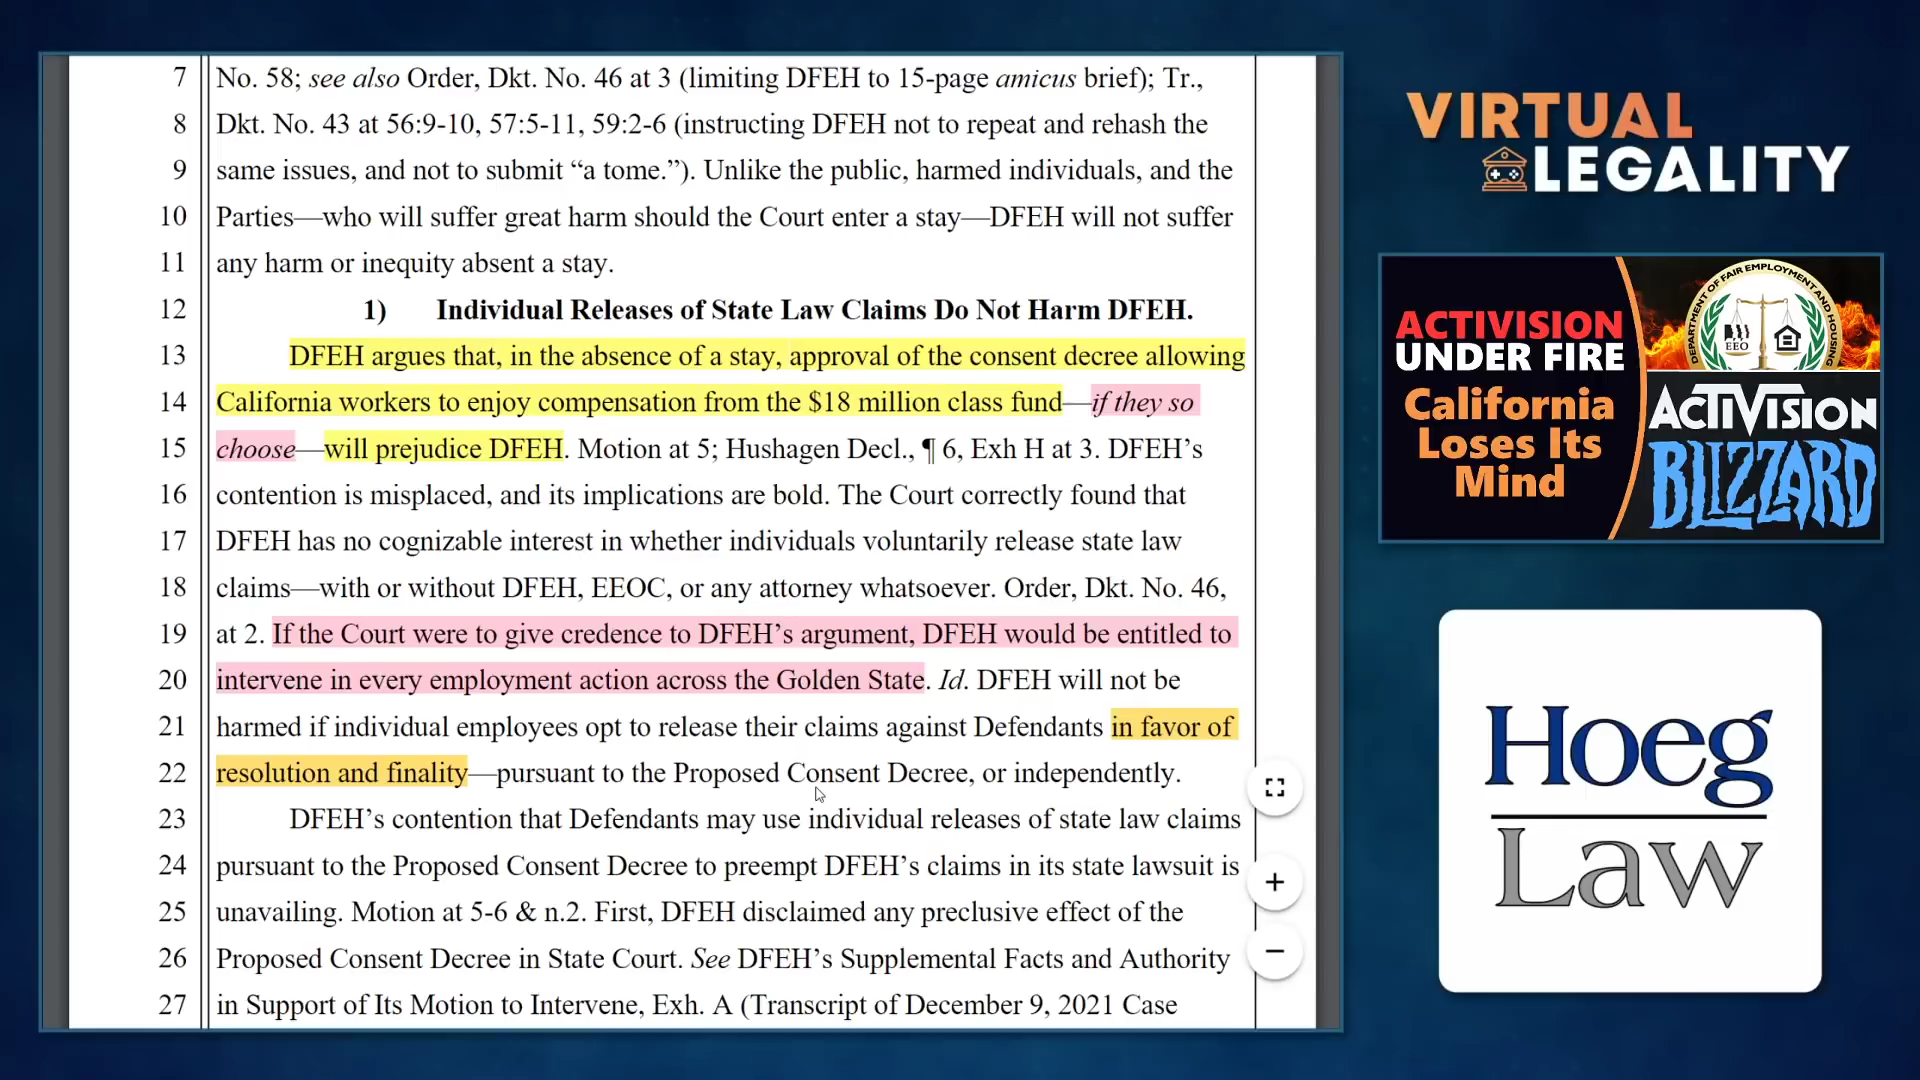 7 No. 58; see also Order, Dkt. No. 46 at 3 (limiting DFEH to 15-page amicus brief); Tr.,
8 Dkt. No. 43 at 56:9-10, 57:5-11, 59:2-6 (instructing DFEH not to repeat and rehash the
9 same issues, and not to submit “a tome.”). Unlike the public, harmed individuals, and the
10 Parties—who will suffer great harm should the Court enter a stay—DFEH will not suffer
11 any harm or inequity absent a stay.
12 1) Individual Releases of State Law Claims Do Not Harm DFEH.
13 DFEH argues that, in the absence of a stay, approval of the consent decree allowing
14 California workers to enjoy compensation from the $18 million class fund—if they so
15 choose—will prejudice DFEH. Motion at 5; Hushagen Decl., ¶ 6, Exh H at 3. DFEH’s
16 contention is misplaced, and its implications are bold. The Court correctly found that
17 DFEH has no cognizable interest in whether individuals voluntarily release state law
18 claims—with or without DFEH, EEOC, or any attorney whatsoever. Order, Dkt. No. 46,
19 at 2. If the Court were to give credence to DFEH’s argument, DFEH would be entitled to
20 intervene in every employment action across the Golden State. Id. DFEH will not be
21 harmed if individual employees opt to release their claims against Defendants in favor of
22 resolution and finality—pursuant to the Proposed Consent Decree, or independently.
23 DFEH’s contention that Defendants may use individual releases of state law claims
24 pursuant to the Proposed Consent Decree to preempt DFEH’s claims in its state lawsuit is
25 unavailing. Motion at 5-6 & n.2. First, DFEH disclaimed any preclusive effect of the
26 Proposed Consent Decree in State Court. See DFEH’s Supplemental Facts and Authority
27 in Support of Its Motion to Intervene, Exh. A (Transcript of December 9, 2021 Case
VIRTUAL
LEGALITY
ACTIVISION
UNDER FIRE
California
Loses Its
Mind
DEPARTMENT OF FAIR EMPLOYMENT AND HOUSING
EEO
ACTIVISION
BLIZZARD
Hoeg
Law